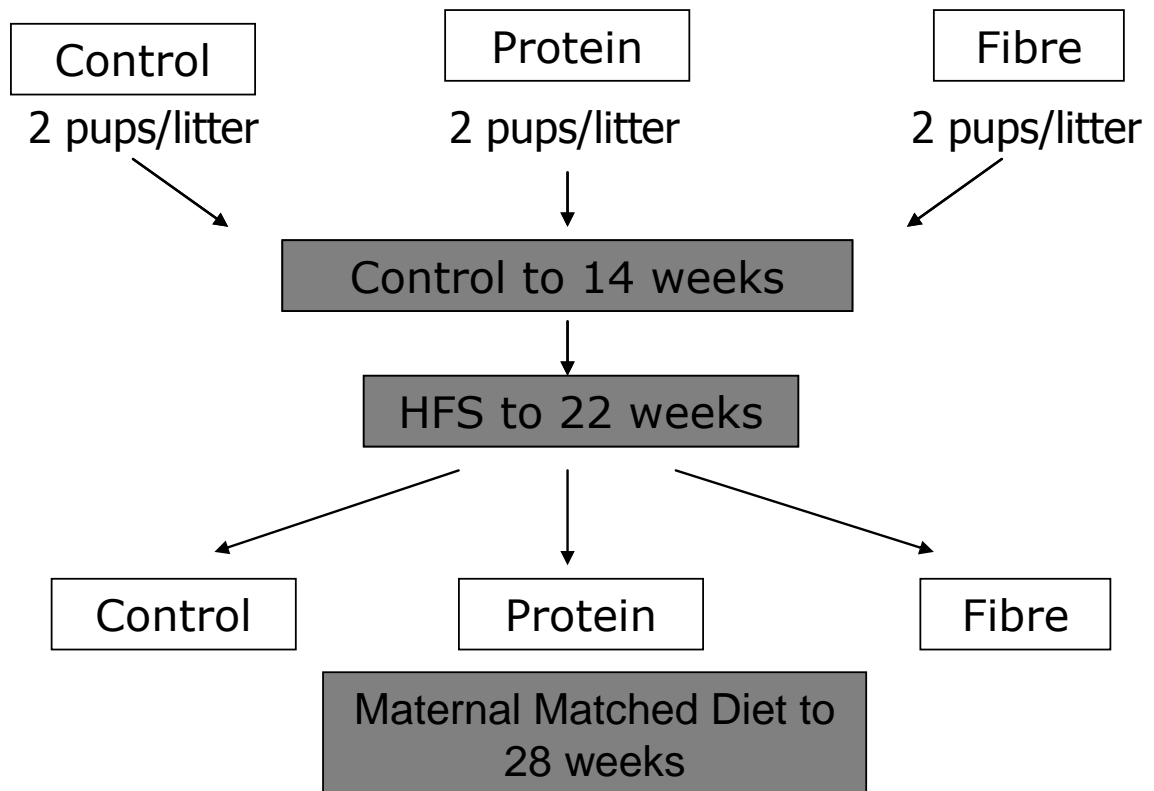 Control
Protein
Fibre
2 pups/litter
2 pups/litter
2 pups/litter
Control to 14 weeks
HFS to 22 weeks
Control
Protein
Fibre
Maternal Matched Diet to
28 weeks